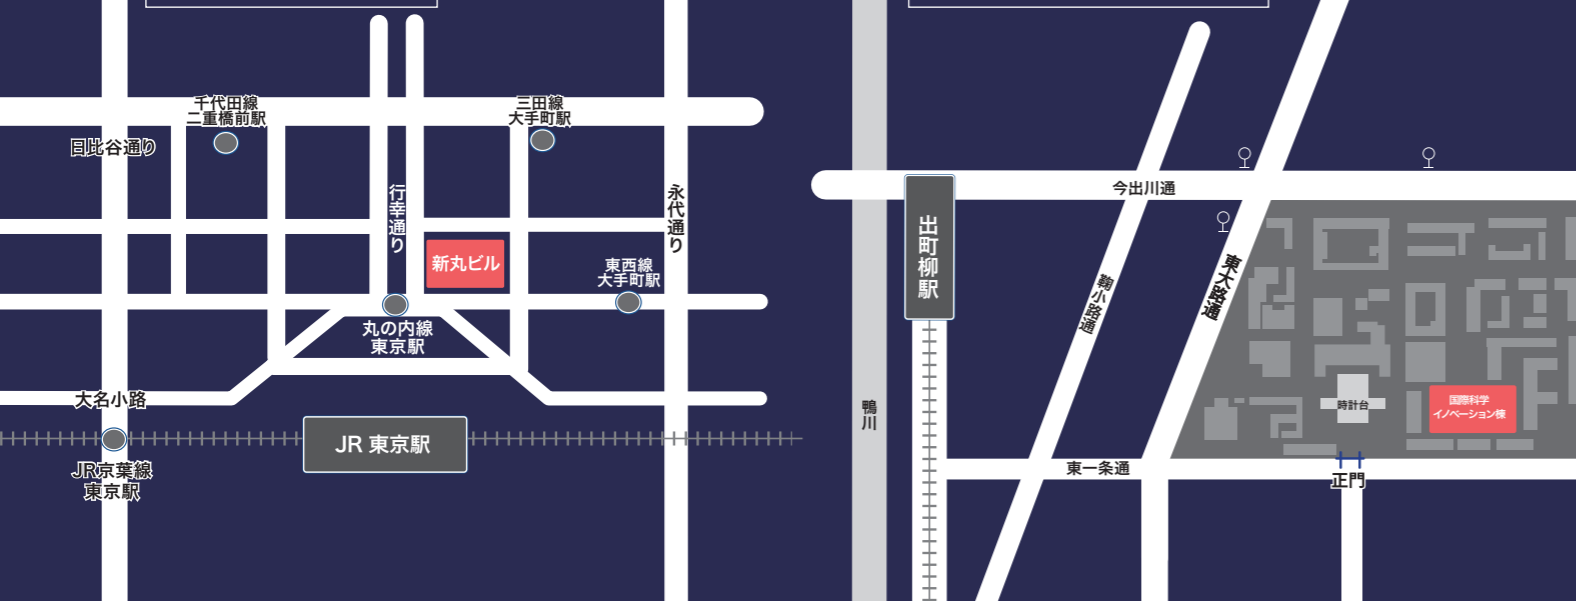 千代田線
二重橋前駅
三田線
大手町駅
日比谷通り
行幸通り
永代通り
新丸ビル
東西線
大手町駅
丸の内線
東京駅
大名小路
JR 東京駅
JR京葉線
東京駅
今出川通
出町柳駅
鞠小路通
東大路通
鴨川
時計台
国際科学
イノベーション棟
東一条通
正門